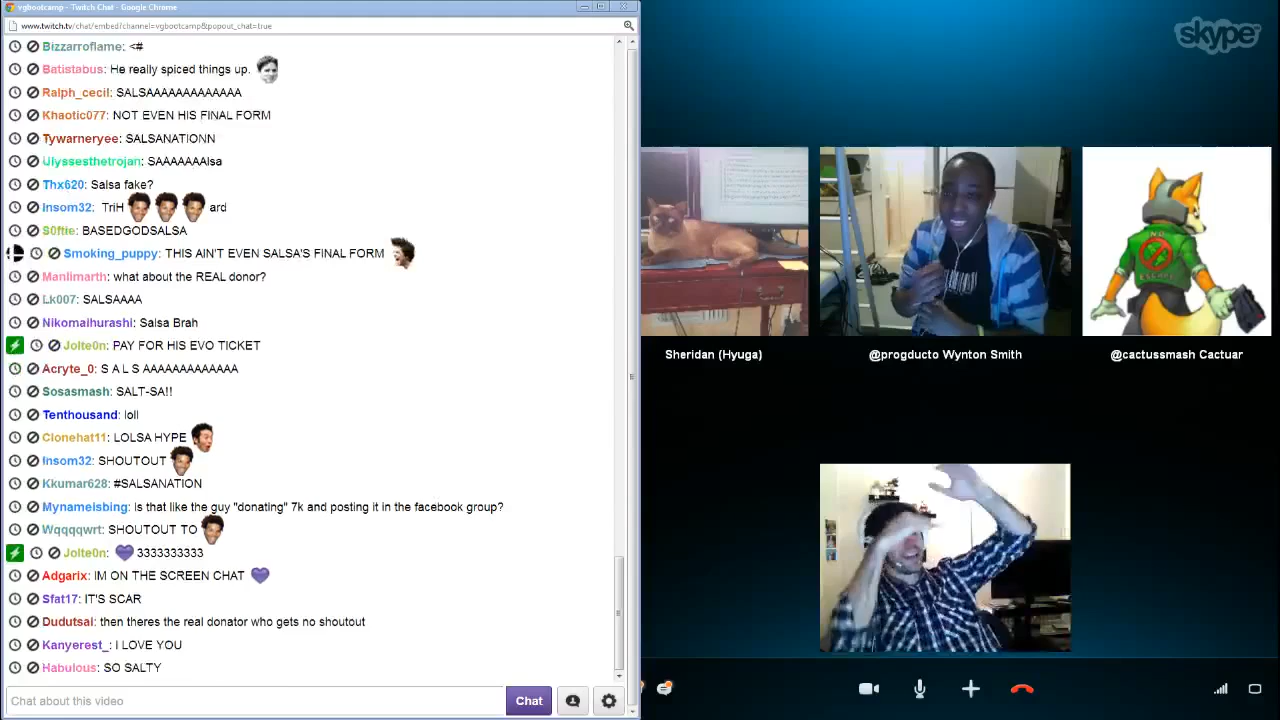 vgbootcamp - Twitch Chat - Google Chrome
www.twitch.tv/chat/embed?channel=vgbootcamp&popout_chat=true
Bizzarroflame: <#
Batistabus: He really spiced things up.
Ralph_cecil: SALSAAAAAAAAAAAAA
Khaotic077: NOT EVEN HIS FINAL FORM
Tywarneryee: SALSANATIONN
Ulyssesthetrojan: SAAAAAAAlsa
Thx620: Salsa fake?
Insom32: TriH ard
S0ftie: BASEDGODSALSA
Smoking_puppy: THIS AIN'T EVEN SALSA'S FINAL FORM
Manlimarth: what about the REAL donor?
Lk007: SALSAAAA
Nikomaihurashi: Salsa Brah
Jolte0n: PAY FOR HIS EVO TICKET
Acryte_0: S A L S AAAAAAAAAAAAA
Sosasmash: SALT-SA!!
Tenthousand: loll
Clonehat11: LOLSA HYPE
Insom32: SHOUTOUT
Kkumar628: #SALSANATION
Mynameisbing: Is that like the guy "donating" 7k and posting it in the facebook group?
Wqqqqwrt: SHOUTOUT TO
Jolte0n: 3333333333
Adgarix: IM ON THE SCREEN CHAT
Sfat17: IT'S SCAR
Dudutsai: then theres the real donator who gets no shoutout
Kanyerest_: I LOVE YOU
Habulous: SO SALTY
Chat about this video
Chat
skype
NO
ESCAPE
Sheridan (Hyuga)
@progducto Wynton Smith
@cactussmash Cactuar